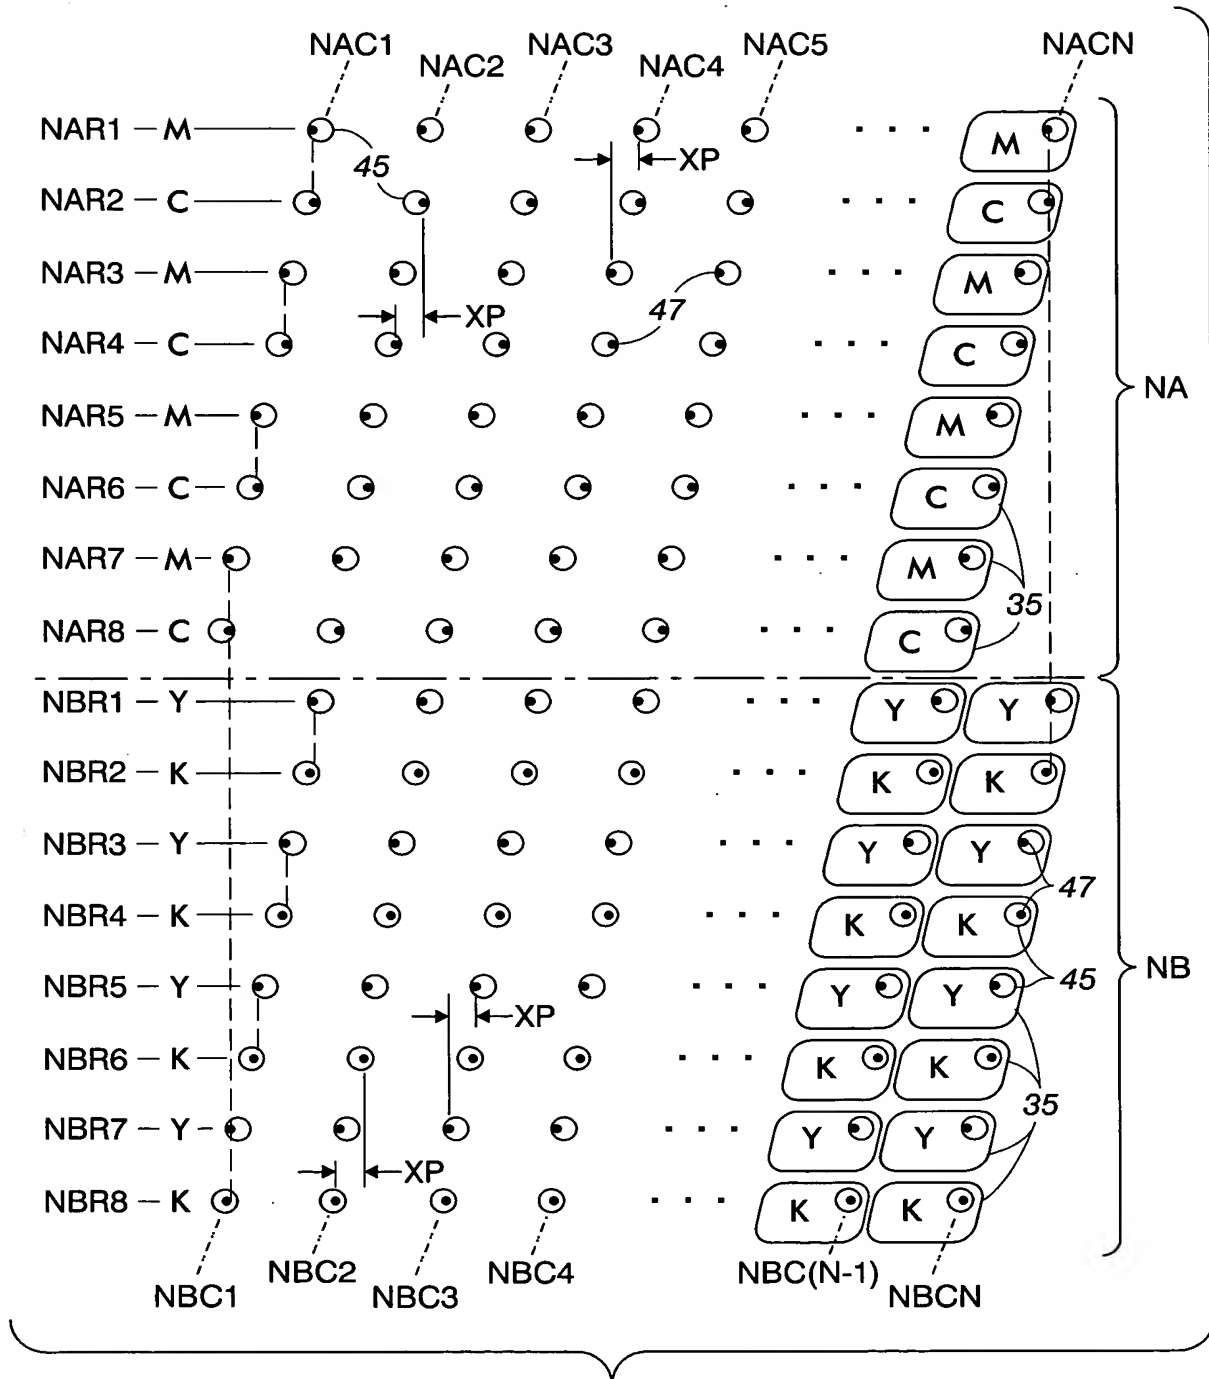 NAC1 NAC2 NAC3 NAC4 NAC5 NACN
NAR1 – M M
45 XP
NAR2 – C C
NAR3 – M M
XP 47
NAR4 – C C
NA
NAR5 – M M
NAR6 – C C
NAR7 – M M
35
NAR8 – C C
NBR1 – Y Y Y
NBR2 – K K K
NBR3 – Y Y Y
47
NBR4 – K K K
45
NB
NBR5 – Y Y Y
XP
NBR6 – K K K
35
NBR7 – Y Y Y
XP
NBR8 – K K K
NBC1 NBC2 NBC3 NBC4 NBC(N-1) NBCN